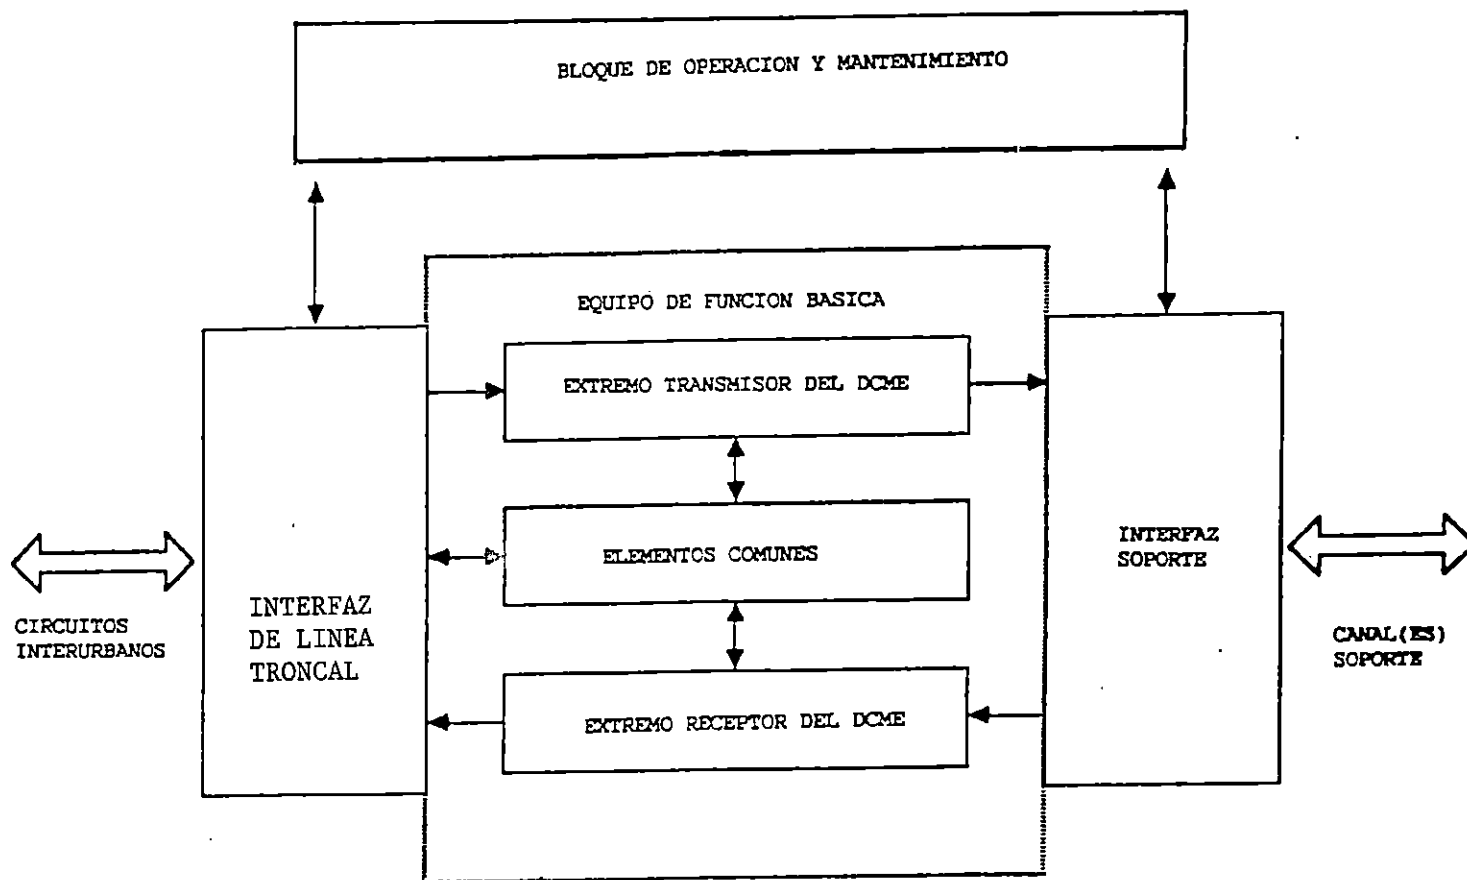 BLOQUE DE OPERACION Y MANTENIMIENTO
EQUIPO DE FUNCION BASICA
EXTREMO TRANSMISOR DEL DCME
ELEMENTOS COMUNES
EXTREMO RECEPTOR DEL DCME
INTERFAZ
DE LINEA
TRONCAL
INTERFAZ
SOPORTE
CIRCUITOS
INTERURBANOS
CANAL(ES)
SOPORTE